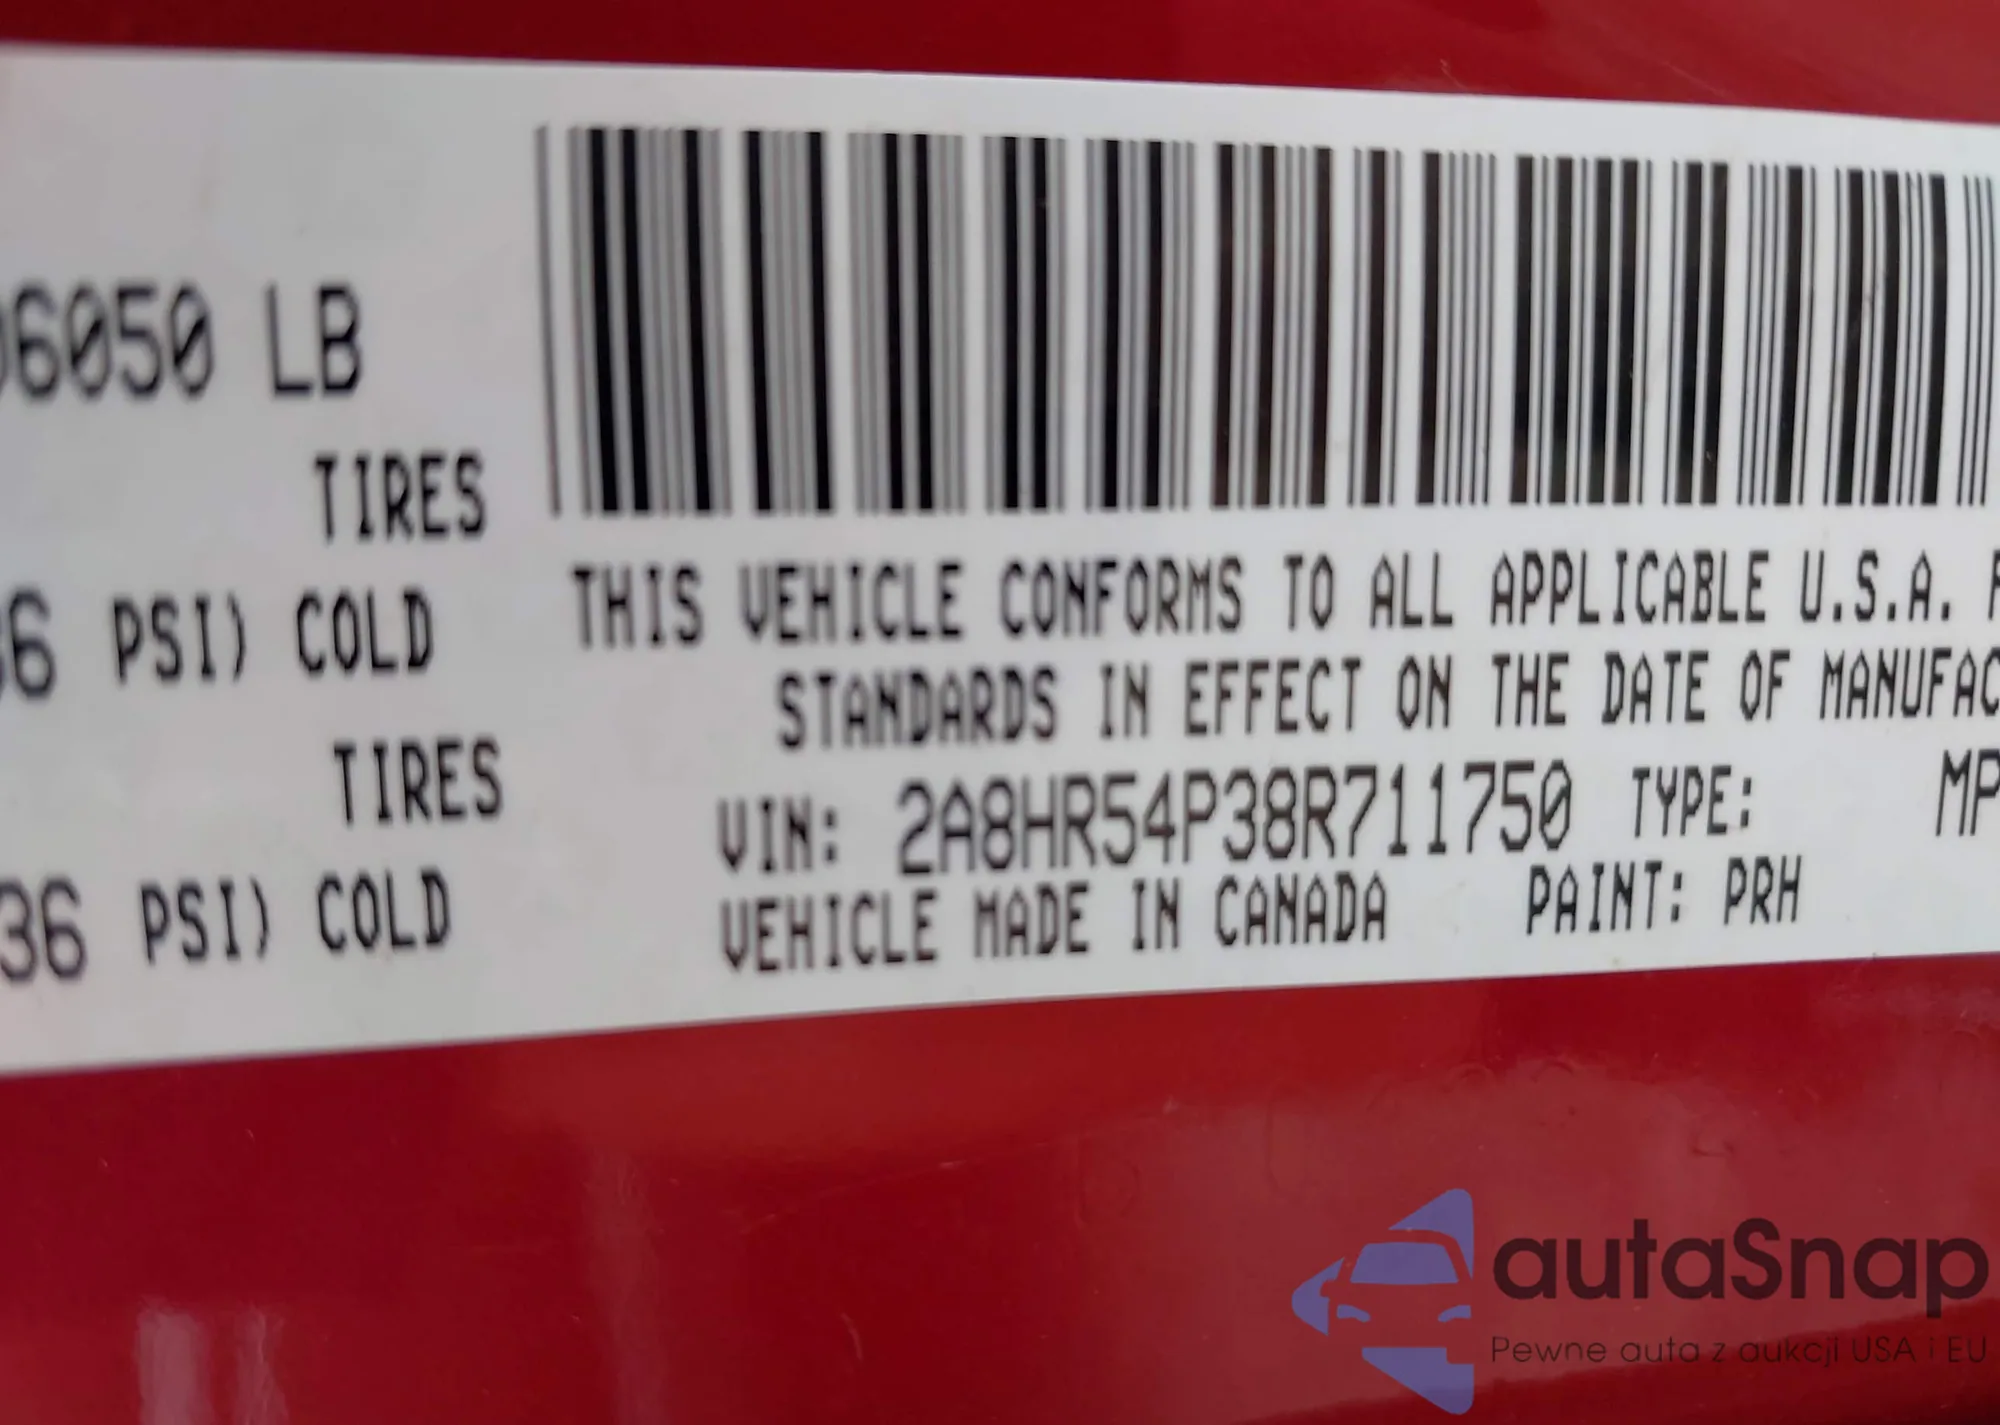 06050 LB
TIRES
36 PSI) COLD
TIRES
36 PSI) COLD
THIS VEHICLE CONFORMS TO ALL APPLICABLE U.S.A. F
STANDARDS IN EFFECT ON THE DATE OF MANUFAC
VIN: 2A8HR54P38R711750 TYPE: MP
VEHICLE MADE IN CANADA PAINT: PRH
autaSnap
Pewne auta z aukcji USA i EU